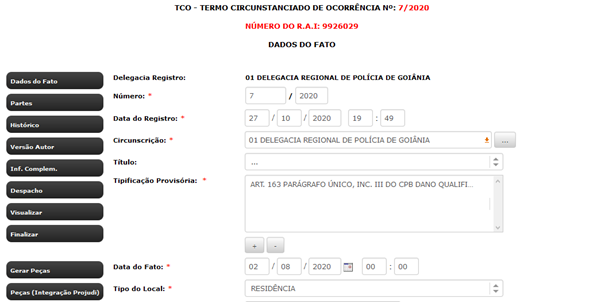 TCO - TERMO CIRCUNSTANCIADO DE OCORRÊNCIA Nº: 7/2020
NÚMERO DO R.A.I: 9926029
DADOS DO FATO
Dados do Fato
Partes
Histórico
Versão Autor
Inf. Complem.
Despacho
Visualizar
Finalizar
Gerar Peças
Peças (Integração Projudi)
Delegacia Registro: 01 DELEGACIA REGIONAL DE POLÍCIA DE GOIÂNIA
Número: * 7 / 2020
Data do Registro: * 27 / 10 / 2020 19 : 49
Circunscrição: * 01 DELEGACIA REGIONAL DE POLÍCIA DE GOIÂNIA ...
Título: ...
Tipificação Provisória: * ART. 163 PARÁGRAFO ÚNICO, INC. III DO CPB DANO QUALIFI...
+ -
Data do Fato: * 02 / 08 / 2020 00 : 00
Tipo do Local: * RESIDÊNCIA